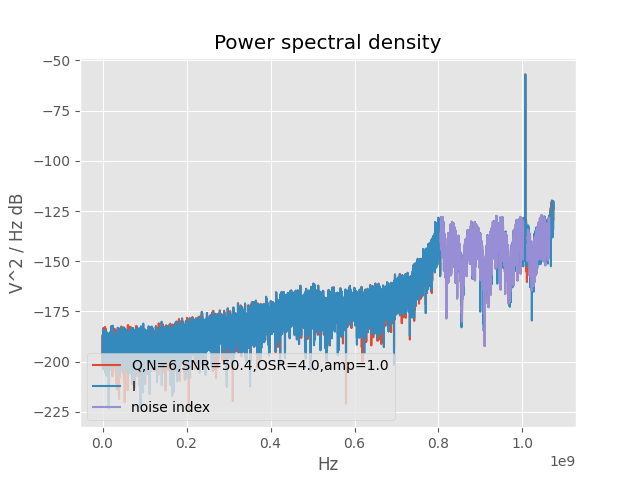 Power spectral density
V^2 / Hz dB
−50
−75
−100
−125
−150
−175
−200
−225
Q,N=6,SNR=50.4,OSR=4.0,amp=1.0
I
noise index
0.0 0.2 0.4 0.6 0.8 1.0
1e9
Hz